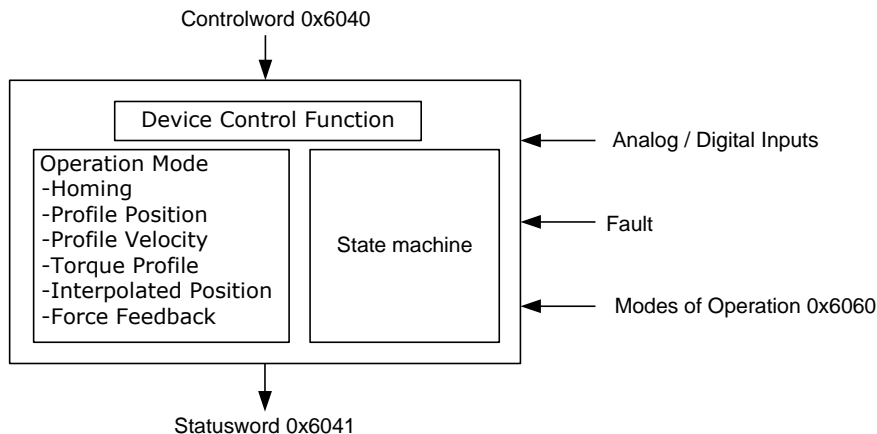 Controlword 0x6040
Device Control Function
Operation Mode
-Homing
-Profile Position
-Profile Velocity
-Torque Profile
-Interpolated Position
-Force Feedback
State machine
Analog / Digital Inputs
Fault
Modes of Operation 0x6060
Statusword 0x6041